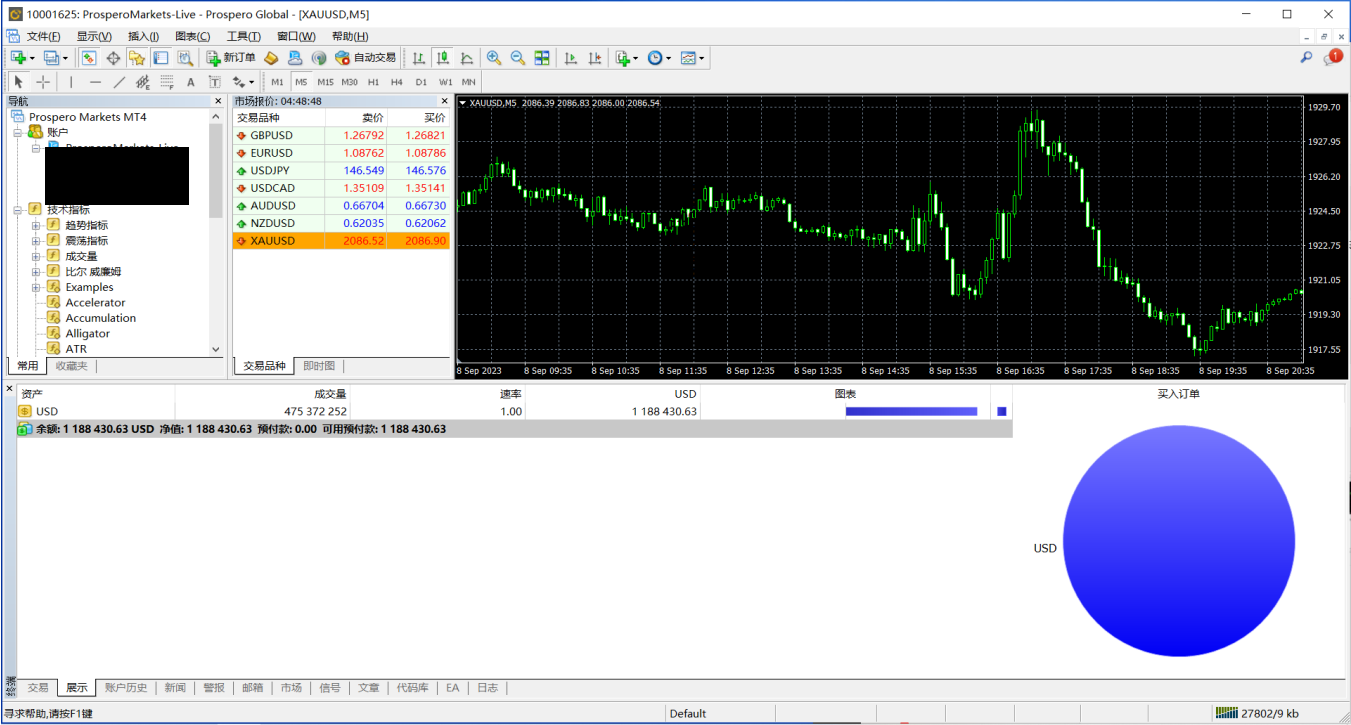 10001625: ProsperoMarkets-Live - Prospero Global - [XAUUSD,M5]
文件(F) 显示(V) 插入(I) 图表(C) 工具(T) 窗口(W) 帮助(H)
新订单 自动交易 1
A T M1 M5 M15 M30 H1 H4 D1 W1 MN
导航
Prospero Markets MT4
账户
技术指标
趋势指标
震荡指标
成交量
比尔 威廉姆
Examples
Accelerator
Accumulation
Alligator
ATR
常用 收藏夹
市场报价: 04:48:48
交易品种 卖价 买价
GBPUSD 1.26792 1.26821
EURUSD 1.08762 1.08786
USDJPY 146.549 146.576
USDCAD 1.35109 1.35141
AUDUSD 0.66704 0.66730
NZDUSD 0.62035 0.62062
XAUUSD 2086.52 2086.90
交易品种 即时图
XAUUSD,M5 2086.39 2086.83 2086.00 2086.54
1929.70
1927.95
1926.20
1924.50
1922.75
1921.05
1919.30
1917.55
8 Sep 2023 8 Sep 09:35 8 Sep 10:35 8 Sep 11:35 8 Sep 12:35 8 Sep 13:35 8 Sep 14:35 8 Sep 15:35 8 Sep 16:35 8 Sep 17:35 8 Sep 18:35 8 Sep 19:35 8 Sep 20:35
资产 成交量 速率 USD 图表 买入订单
USD 475 372 252 1.00 1 188 430.63
余额: 1 188 430.63 USD 净值: 1 188 430.63 预付款: 0.00 可用预付款: 1 188 430.63
USD
终端
交易 展示 账户历史 新闻 警报 邮箱 市场 信号 文章 代码库 EA 日志
寻求帮助,请按F1键 Default 27802/9 kb